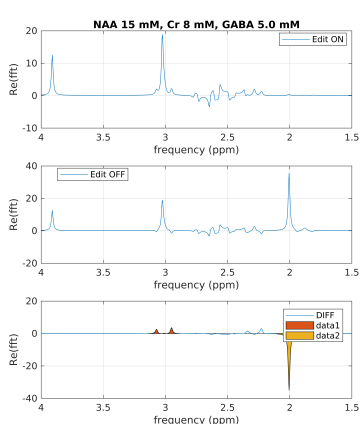 NAA 15 mM, Cr 8 mM, GABA 5.0 mM
20
10
0
-10
Re(fft)
Edit ON
4 3.5 3 2.5 2 1.5
frequency (ppm)
40
20
0
-20
Re(fft)
Edit OFF
4 3.5 3 2.5 2 1.5
frequency (ppm)
20
0
-20
-40
Re(fft)
DIFF
data1
data2
4 3.5 3 2.5 2 1.5
frequency (ppm)